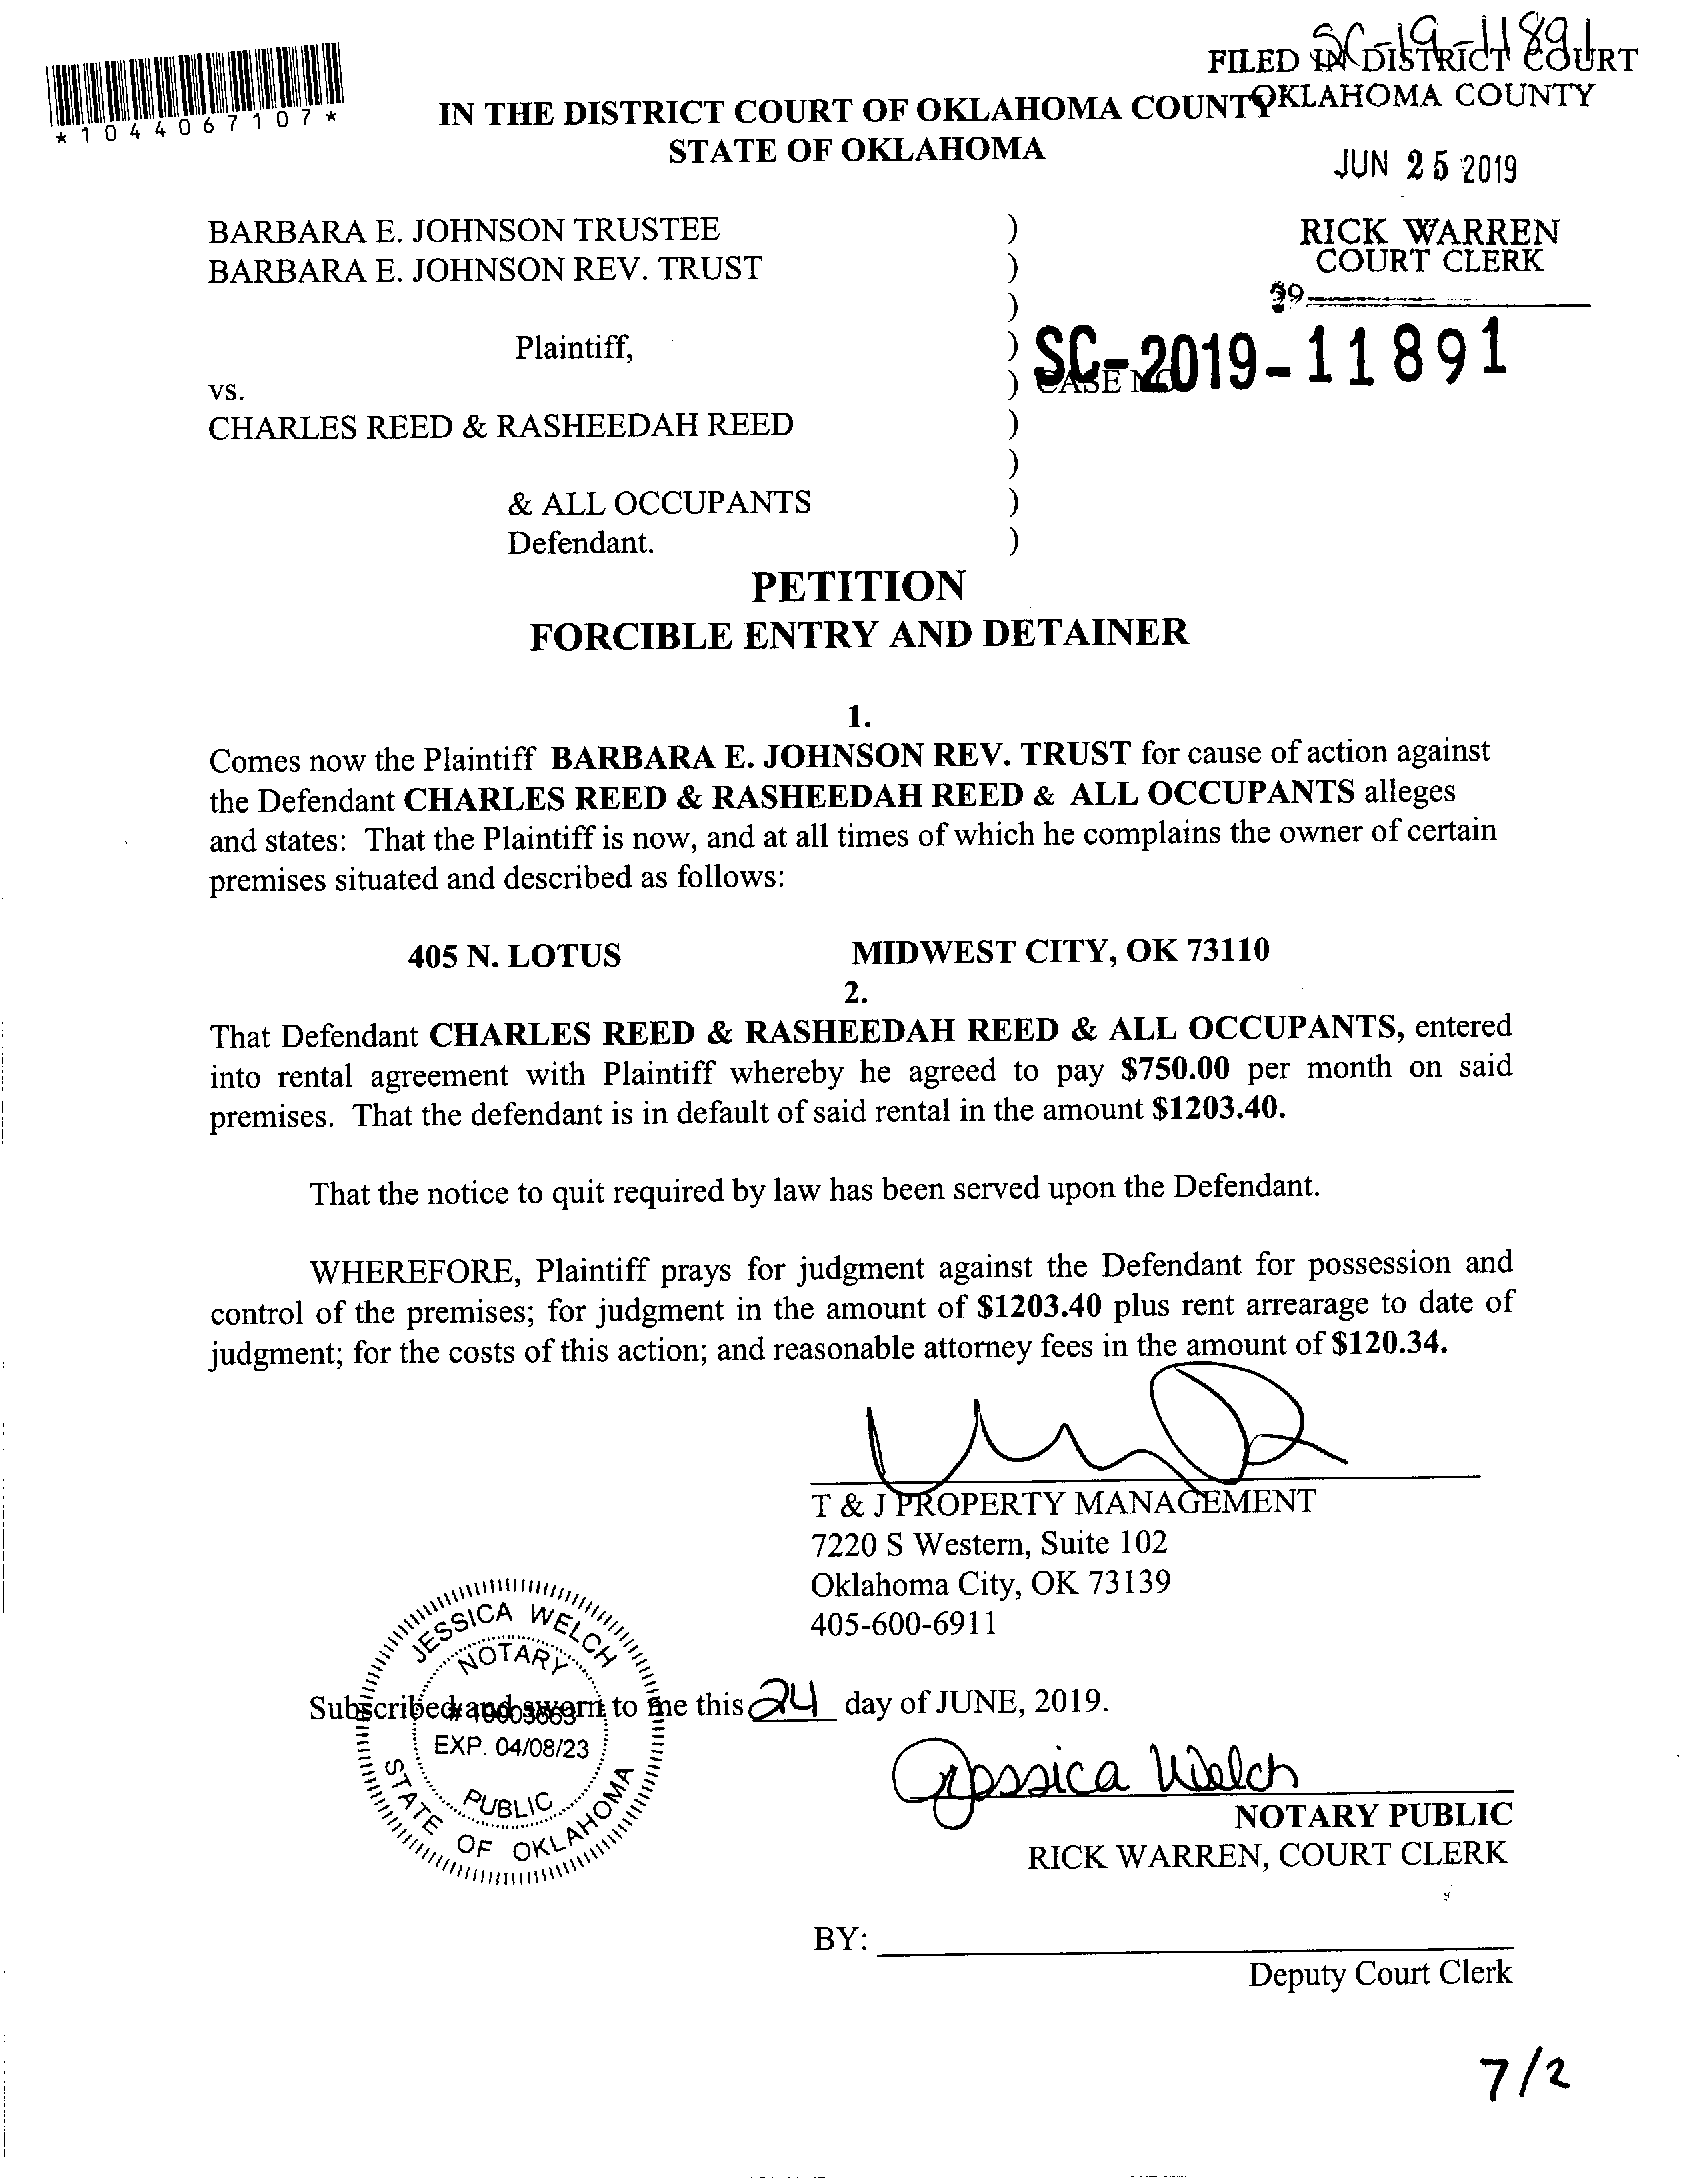 SC-19-11891
FILED IN DISTRICT COURT
OKLAHOMA COUNTY
*1044067107*
IN THE DISTRICT COURT OF OKLAHOMA COUNTY
STATE OF OKLAHOMA
JUN 25 2019
BARBARA E. JOHNSON TRUSTEE )
RICK WARREN
BARBARA E. JOHNSON REV. TRUST )
COURT CLERK
)
39
Plaintiff, )
SC-2019-11891
vs. ) CASE NO
CHARLES REED & RASHEEDAH REED )
)
& ALL OCCUPANTS )
Defendant. )
PETITION
FORCIBLE ENTRY AND DETAINER
1.
Comes now the Plaintiff BARBARA E. JOHNSON REV. TRUST for cause of action against
the Defendant CHARLES REED & RASHEEDAH REED & ALL OCCUPANTS alleges
and states: That the Plaintiff is now, and at all times of which he complains the owner of certain
premises situated and described as follows:
405 N. LOTUS MIDWEST CITY, OK 73110
2.
That Defendant CHARLES REED & RASHEEDAH REED & ALL OCCUPANTS, entered
into rental agreement with Plaintiff whereby he agreed to pay $750.00 per month on said
premises. That the defendant is in default of said rental in the amount $1203.40.
That the notice to quit required by law has been served upon the Defendant.
WHEREFORE, Plaintiff prays for judgment against the Defendant for possession and
control of the premises; for judgment in the amount of $1203.40 plus rent arrearage to date of
judgment; for the costs of this action; and reasonable attorney fees in the amount of $120.34.
T & J PROPERTY MANAGEMENT
7220 S Western, Suite 102
Oklahoma City, OK 73139
405-600-6911
JESSICA WELCH
NOTARY
Subscribed and sworn to me this 24 day of JUNE, 2019.
EXP. 04/08/23
PUBLIC
STATE OF OKLAHOMA
Jessica Welch
NOTARY PUBLIC
RICK WARREN, COURT CLERK
BY:
Deputy Court Clerk
7/2